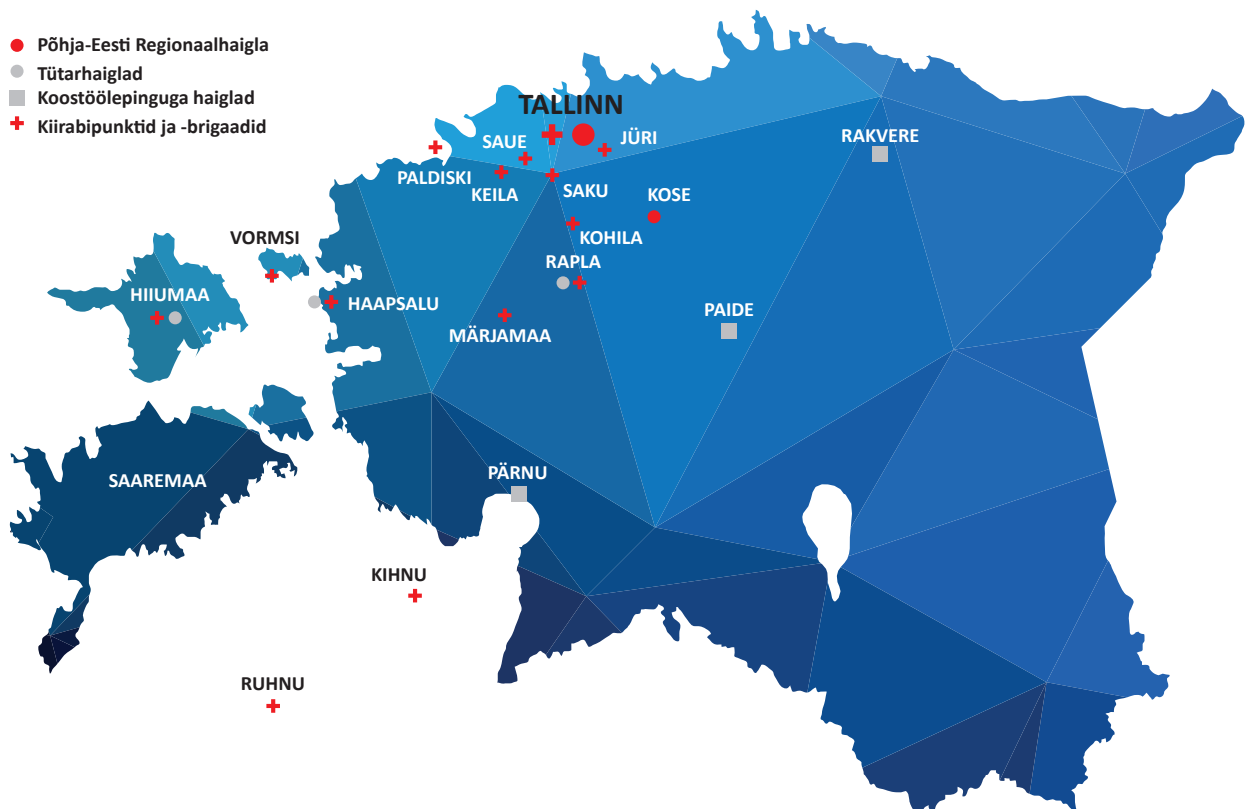 Põhja-Eesti Regionaalhaigla
Tütarhaiglad
Koostöölepinguga haiglad
Kiirabipunktid ja -brigaadid
TALLINN
SAUE
JÜRI
RAKVERE
PALDISKI
KEILA
SAKU
KOSE
KOHILA
VORMSI
RAPLA
HIIUMAA
HAAPSALU
PAIDE
MÄRJAMAA
PÄRNU
SAAREMAA
KIHNU
RUHNU